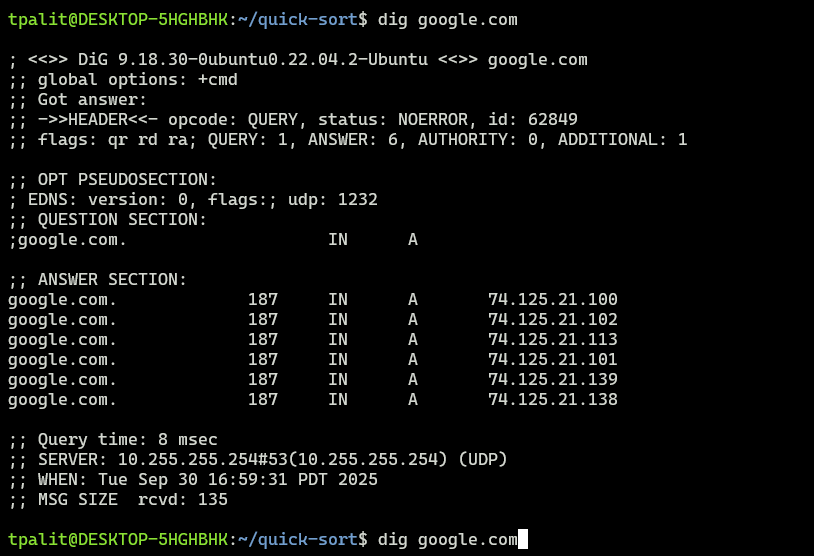 tpalit@DESKTOP-5HGHBHK:~/quick-sort$ dig google.com

; <<>> DiG 9.18.30-0ubuntu0.22.04.2-Ubuntu <<>> google.com
;; global options: +cmd
;; Got answer:
;; ->>HEADER<<- opcode: QUERY, status: NOERROR, id: 62849
;; flags: qr rd ra; QUERY: 1, ANSWER: 6, AUTHORITY: 0, ADDITIONAL: 1

;; OPT PSEUDOSECTION:
; EDNS: version: 0, flags:; udp: 1232
;; QUESTION SECTION:
;google.com.                    IN      A

;; ANSWER SECTION:
google.com.             187     IN      A       74.125.21.100
google.com.             187     IN      A       74.125.21.102
google.com.             187     IN      A       74.125.21.113
google.com.             187     IN      A       74.125.21.101
google.com.             187     IN      A       74.125.21.139
google.com.             187     IN      A       74.125.21.138

;; Query time: 8 msec
;; SERVER: 10.255.255.254#53(10.255.255.254) (UDP)
;; WHEN: Tue Sep 30 16:59:31 PDT 2025
;; MSG SIZE  rcvd: 135

tpalit@DESKTOP-5HGHBHK:~/quick-sort$ dig google.com